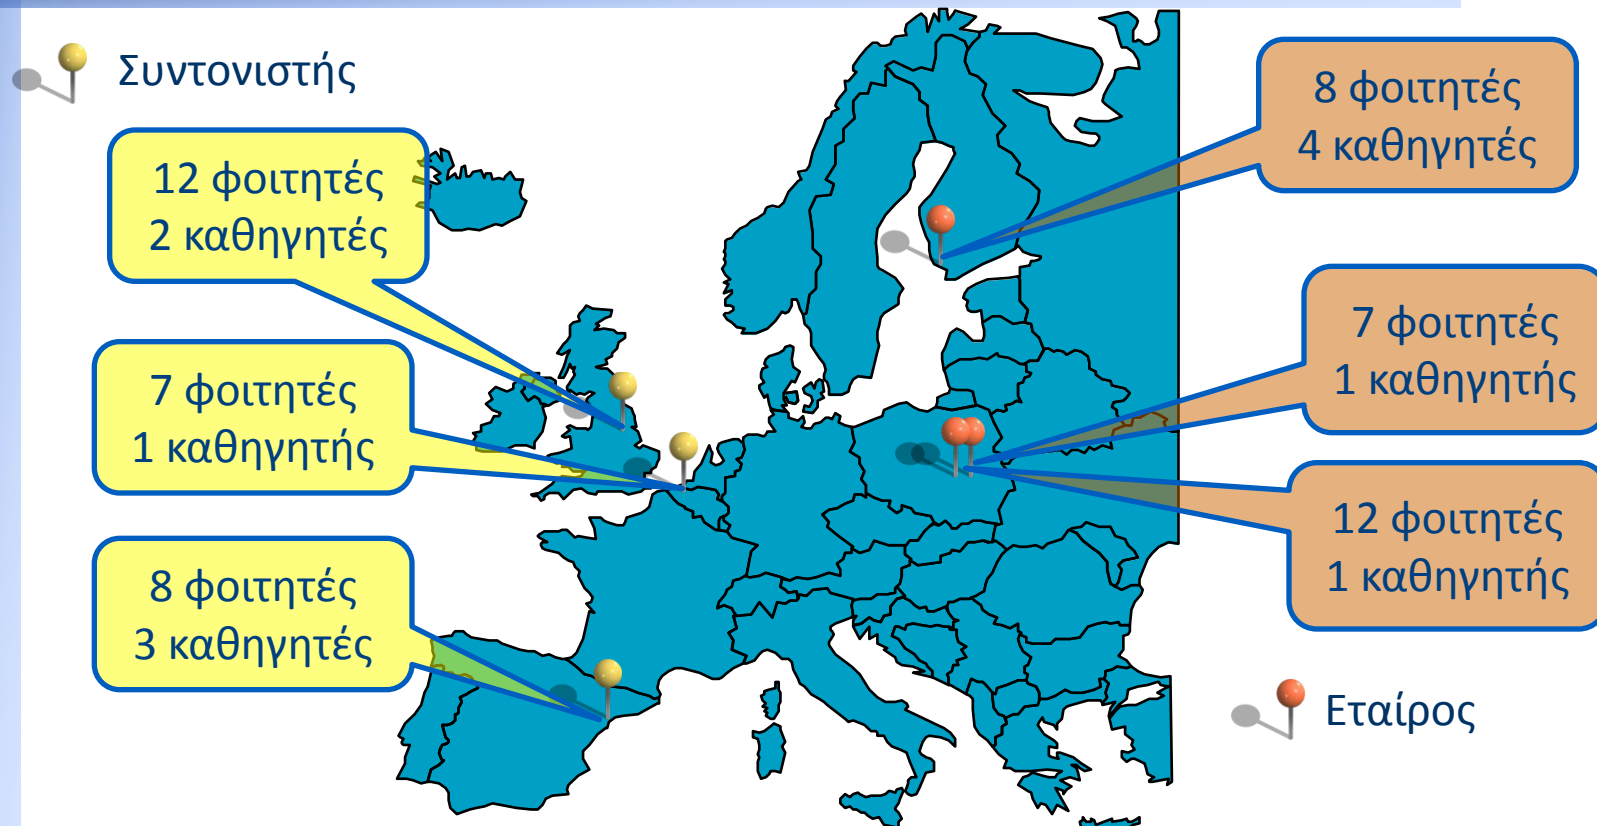 Συντονιστής
12 φοιτητές
2 καθηγητές
7 φοιτητές
1 καθηγητής
8 φοιτητές
3 καθηγητές
8 φοιτητές
4 καθηγητές
7 φοιτητές
1 καθηγητής
12 φοιτητές
1 καθηγητής
Εταίρος